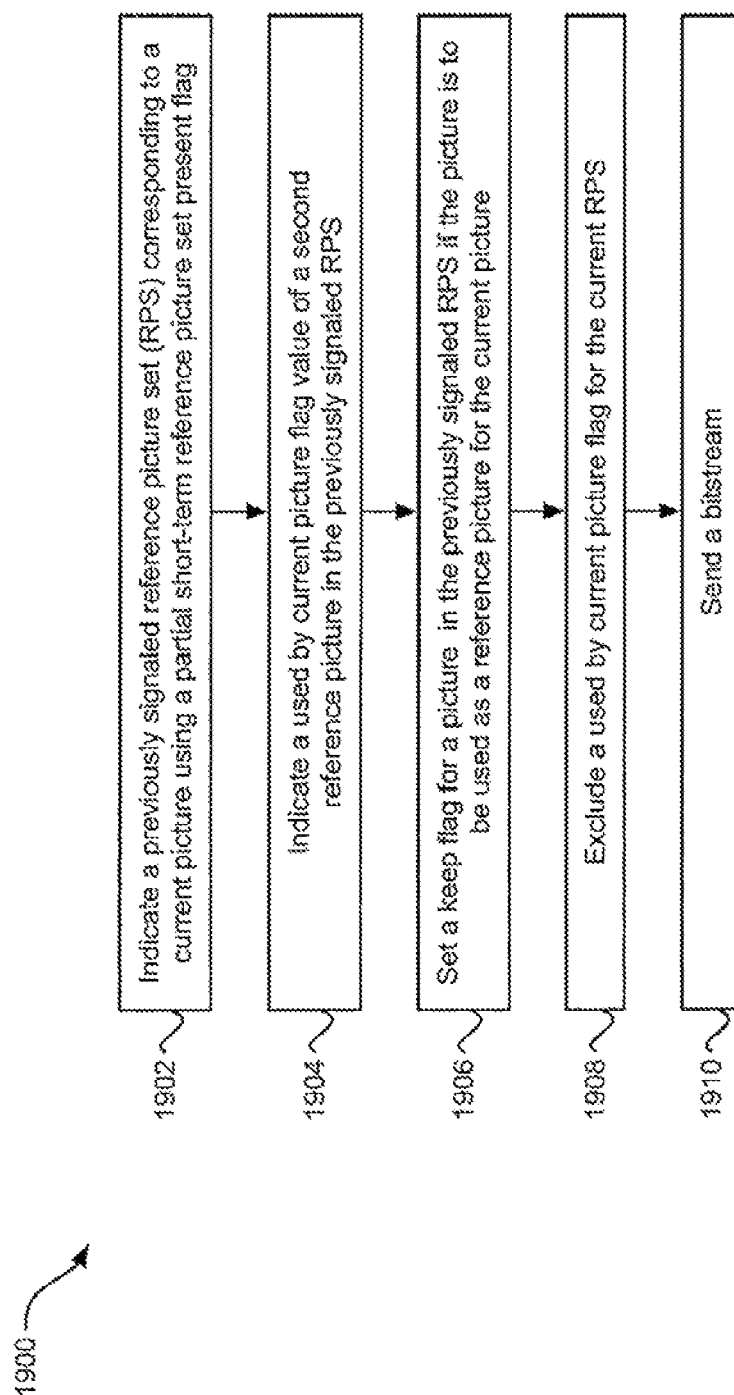 1900
1902
Indicate a previously signaled reference picture set (RPS) corresponding to a
current picture using a partial short-term reference picture set present flag
1904
Indicate a used by current picture flag value of a second
reference picture in the previously signaled RPS
1906
Set a keep flag for a picture in the previously signaled RPS if the picture is to
be used as a reference picture for the current picture
1908
Exclude a used by current picture flag for the current RPS
1910
Send a bitstream